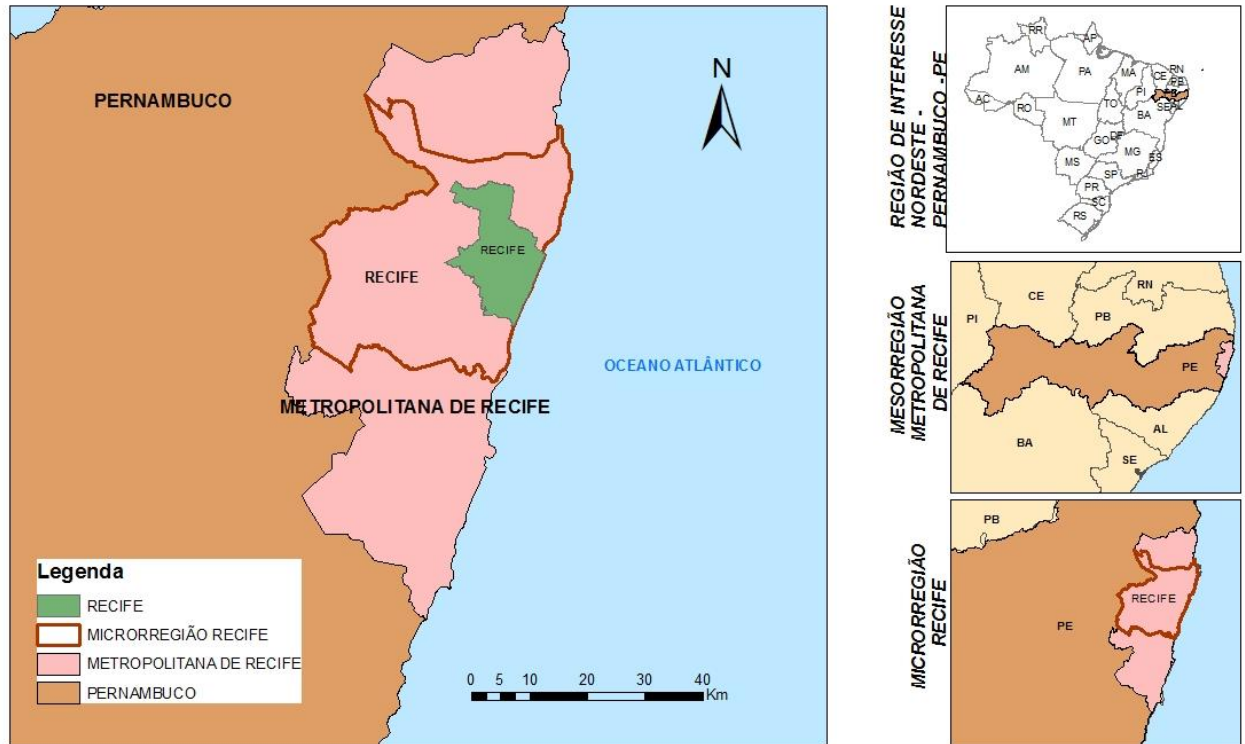 PERNAMBUCO
N
RECIFE
RECIFE
OCEANO ATLÂNTICO
METROPOLITANA DE RECIFE
Legenda
RECIFE
MICRORREGIÃO RECIFE
METROPOLITANA DE RECIFE
PERNAMBUCO
0 5 10 20 30 40
Km
REGIÃO DE INTERESSE
NORDESTE -
PERNAMBUCO -PE
RR
AP
AM
PA
MA
CE
RN
PB
PI
AC
RO
TO
SE
AL
BA
MT
GO
DF
MG
ES
MS
SP
RJ
PR
SC
RS
MESORREGIÃO
METROPOLITANA
DE RECIFE
RN
CE
PB
PI
PE
AL
BA
SE
MICRORREGIÃO
RECIFE
PB
RECIFE
PE